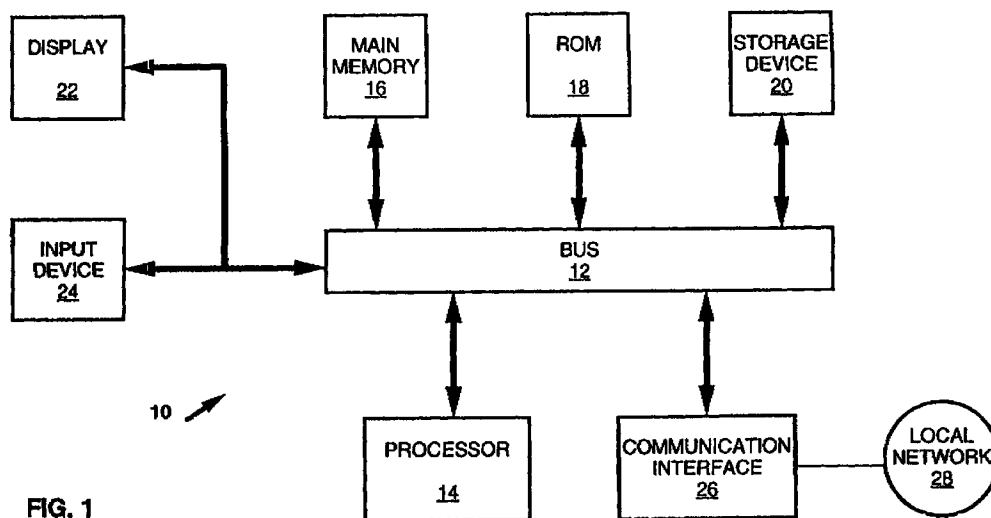 DISPLAY
22
MAIN
MEMORY
16
ROM
18
STORAGE
DEVICE
20
INPUT
DEVICE
24
BUS
12
10
PROCESSOR
14
COMMUNICATION
INTERFACE
26
LOCAL
NETWORK
28
FIG. 1